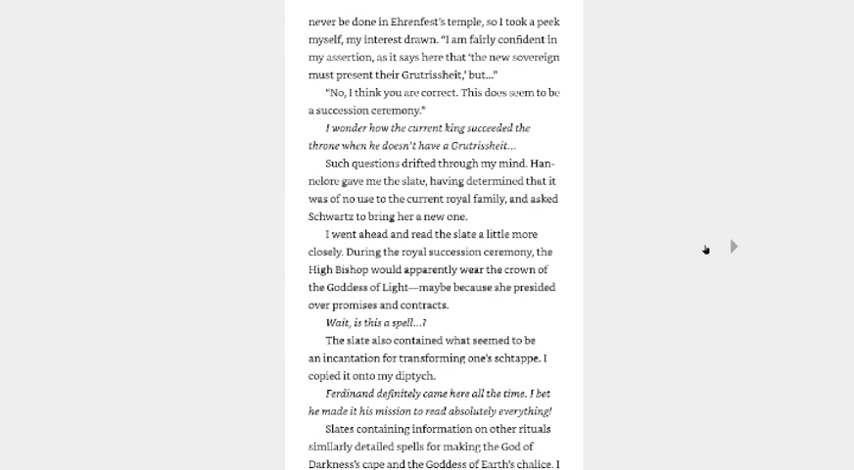 never be done in Ehrenfest's temple, so I took a peek
myself, my interest drawn. “I am fairly confident in
my assertion, as it says here that ‘the new sovereign
must present their Grutrissheit,’ but...”
“No, I think you are correct. This does seem to be
a succession ceremony.”
I wonder how the current king succeeded the
throne when he doesn't have a Grutrissheit...
Such questions drifted through my mind. Han-
nelore gave me the slate, having determined that it
was of no use to the current royal family, and asked
Schwartz to bring her a new one.
I went ahead and read the slate a little more
closely. During the royal succession ceremony, the
High Bishop would apparently wear the crown of
the Goddess of Light—maybe because she presided
over promises and contracts.
Wait, is this a spell...?
The slate also contained what seemed to be
an incantation for transforming one's schtappe. I
copied it onto my diptych.
Ferdinand definitely came here all the time. I bet
he made it his mission to read absolutely everything!
Slates containing information on other rituals
similarly detailed spells for making the God of
Darkness's cape and the Goddess of Earth's chalice. I